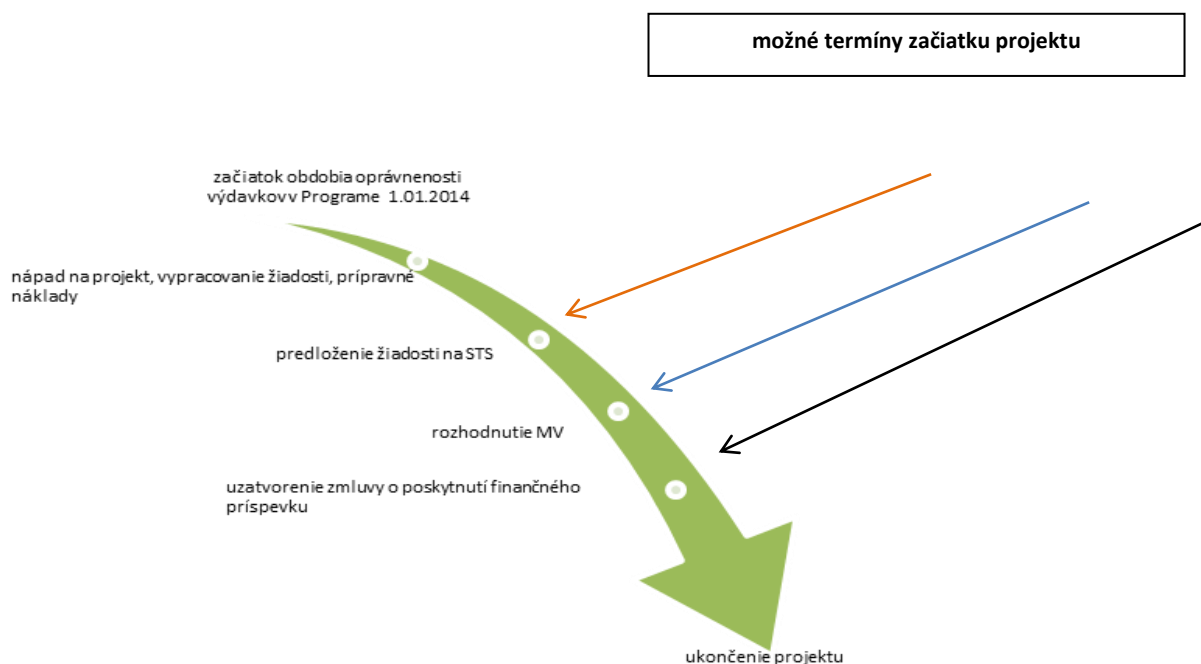 možné termíny začiatku projektu
začiatok obdobia oprávnenosti
výdavkov v Programe 1.01.2014
nápad na projekt, vypracovanie žiadosti, prípravné
náklady
predloženie žiadosti na STS
rozhodnutie MV
uzatvorenie zmluvy o poskytnutí finančného
príspevku
ukončenie projektu